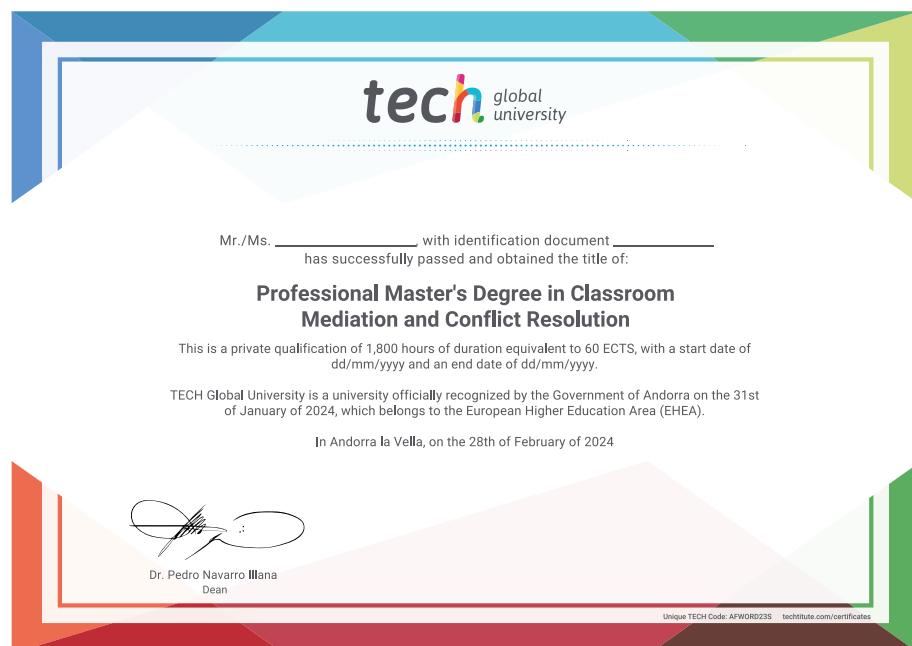 tech global
university
Mr./Ms. ____________, with identification document ____________
has successfully passed and obtained the title of:
Professional Master's Degree in Classroom
Mediation and Conflict Resolution
This is a private qualification of 1,800 hours of duration equivalent to 60 ECTS, with a start date of
dd/mm/yyyy and an end date of dd/mm/yyyy.
TECH Global University is a university officially recognized by the Government of Andorra on the 31st
of January of 2024, which belongs to the European Higher Education Area (EHEA).
In Andorra la Vella, on the 28th of February of 2024
Dr. Pedro Navarro Illana
Dean
Unique TECH Code: AFWORD23S techtitute.com/certificates